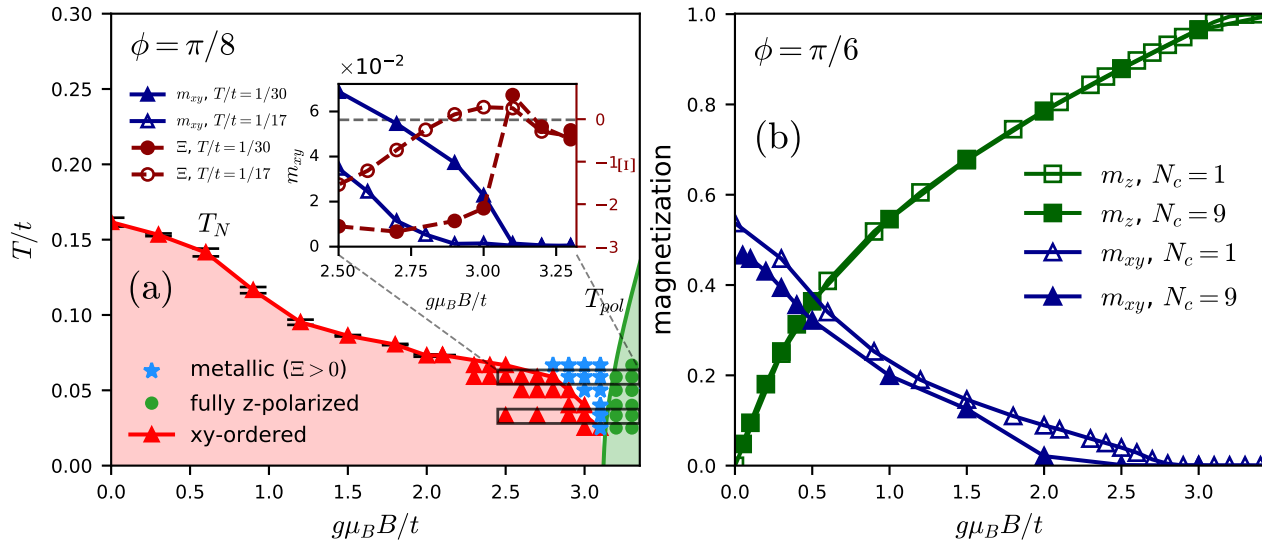 ϕ = π/8
m_xy, T/t = 1/30
m_xy, T/t = 1/17
Ξ, T/t = 1/30
Ξ, T/t = 1/17
×10⁻²
6
4
2
0
m_xy
0
−1
−2
−3
Ξ
2.50
2.75
3.00
3.25
gμ_B B/t
T_N
T_pol
(a)
metallic (Ξ > 0)
fully z-polarized
xy-ordered
0.30
0.25
0.20
0.15
0.10
0.05
0.00
T/t
0.0
0.5
1.0
1.5
2.0
2.5
3.0
gμ_B B/t
ϕ = π/6
(b)
m_z, N_c = 1
m_z, N_c = 9
m_xy, N_c = 1
m_xy, N_c = 9
1.0
0.8
0.6
0.4
0.2
0.0
magnetization
0.0
0.5
1.0
1.5
2.0
2.5
3.0
gμ_B B/t